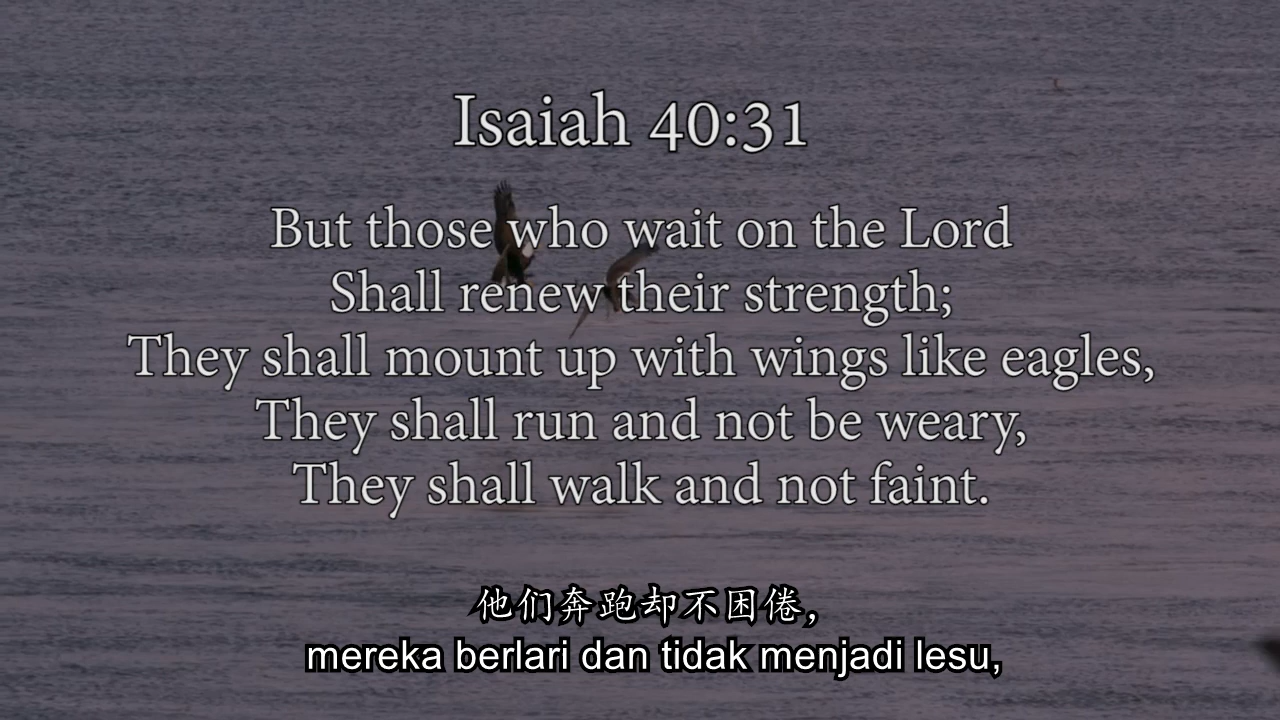 Isaiah 40:31
But those who wait on the Lord
Shall renew their strength;
They shall mount up with wings like eagles,
They shall run and not be weary,
They shall walk and not faint.
他们奔跑却不困倦，
mereka berlari dan tidak menjadi lesu,